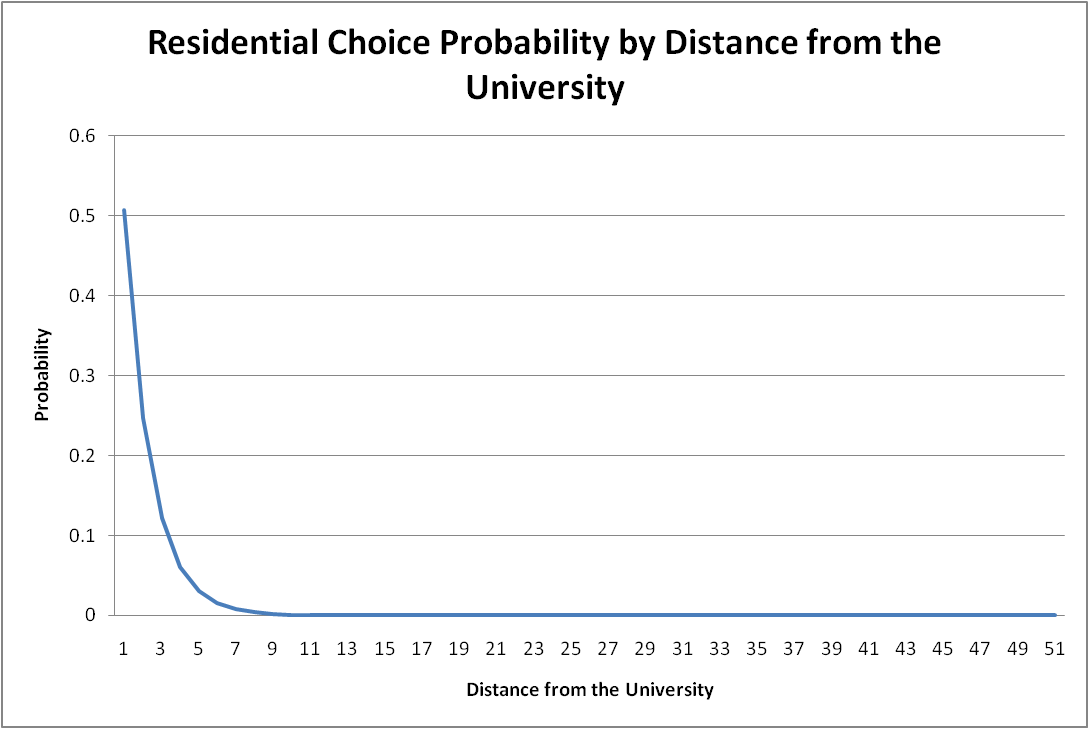 Residential Choice Probability by Distance from the
University
0.6
0.5
0.4
0.3
0.2
0.1
0
Probability
1 3 5 7 9 11 13 15 17 19 21 23 25 27 29 31 33 35 37 39 41 43 45 47 49 51
Distance from the University